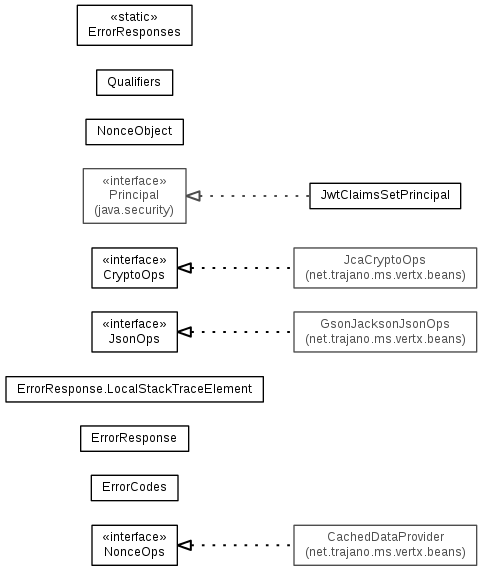 «static»
ErrorResponses
Qualifiers
NonceObject
«interface»
Principal
(java.security)
JwtClaimsSetPrincipal
«interface»
CryptoOps
JcaCryptoOps
(net.trajano.ms.vertx.beans)
«interface»
JsonOps
GsonJacksonJsonOps
(net.trajano.ms.vertx.beans)
ErrorResponse.LocalStackTraceElement
ErrorResponse
ErrorCodes
«interface»
NonceOps
CachedDataProvider
(net.trajano.ms.vertx.beans)